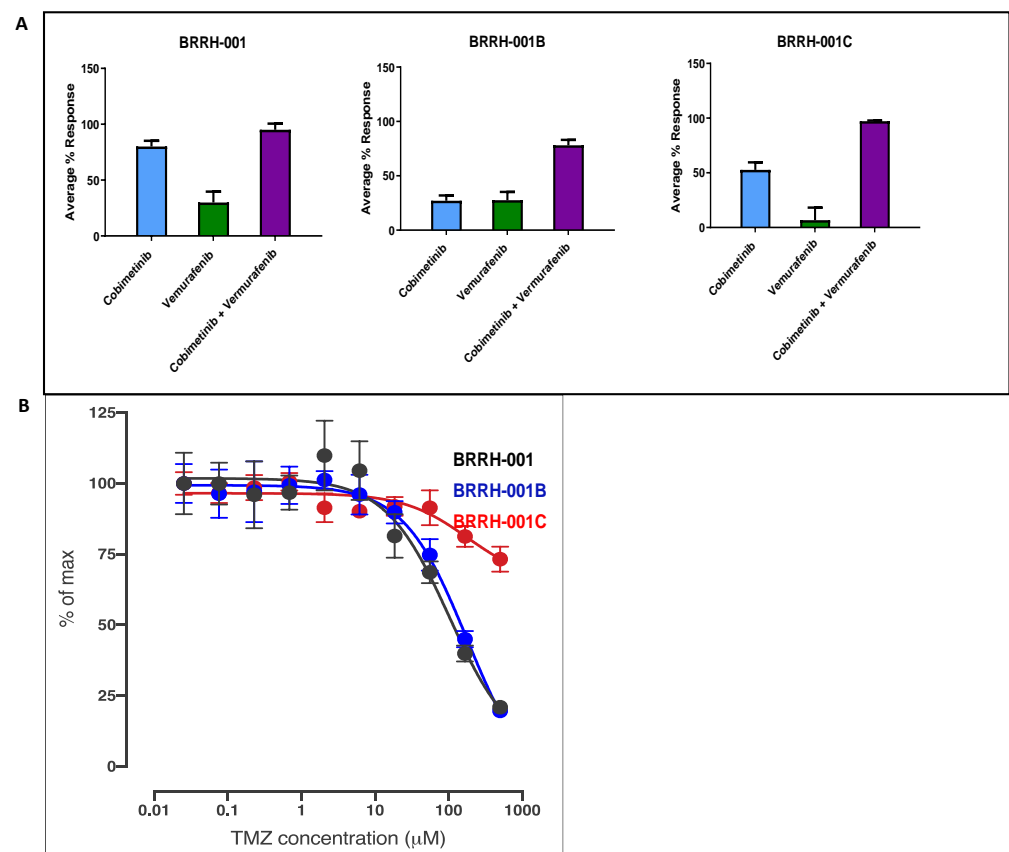 A
BRRH-001
BRRH-001B
BRRH-001C
Average % Response
150
100
50
0
Cobimetinib
Vemurafenib
Cobimetinib + Vermurafenib
Average % Response
150
100
50
0
Cobimetinib
Vemurafenib
Cobimetinib + Vermurafenib
Average % Response
150
100
50
0
Cobimetinib
Vemurafenib
Cobimetinib + Vermurafenib
B
% of max
125
100
75
50
25
0
BRRH-001
BRRH-001B
BRRH-001C
0.01 0.1 1 10 100 1000
TMZ concentration (μM)